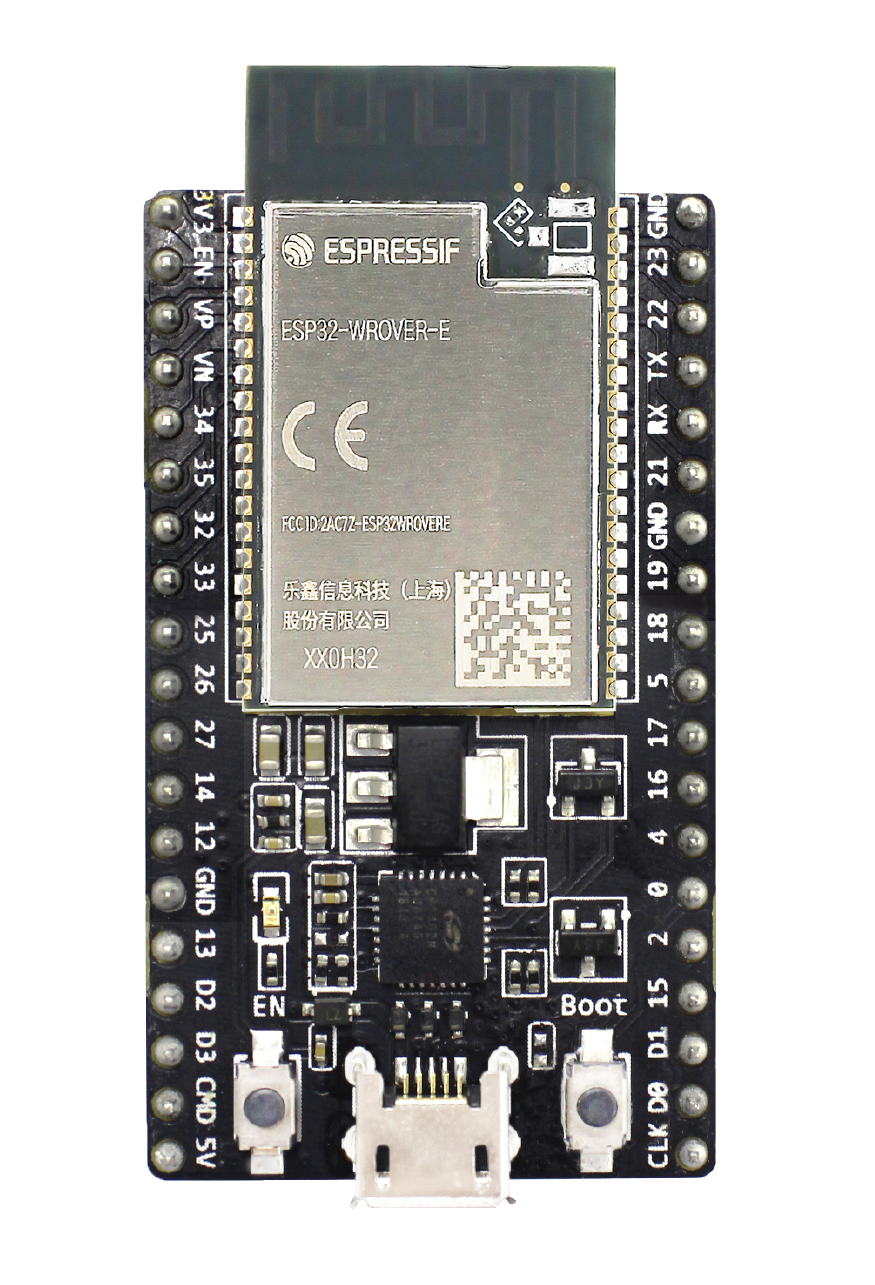 ESPRESSIF
ESP32-WROVER-E
CE
FCC ID:2AC7Z-ESP32WROVERE
乐鑫信息科技（上海）
股份有限公司
XX0H32
3V3
EN
VP
VN
34
35
32
33
25
26
27
14
12
GND
13
D2
D3
CMD
5V
GND
23
22
TX
RX
21
GND
19
18
5
17
16
4
0
2
15
D1
D0
CLK
J3Y
EN
Boot